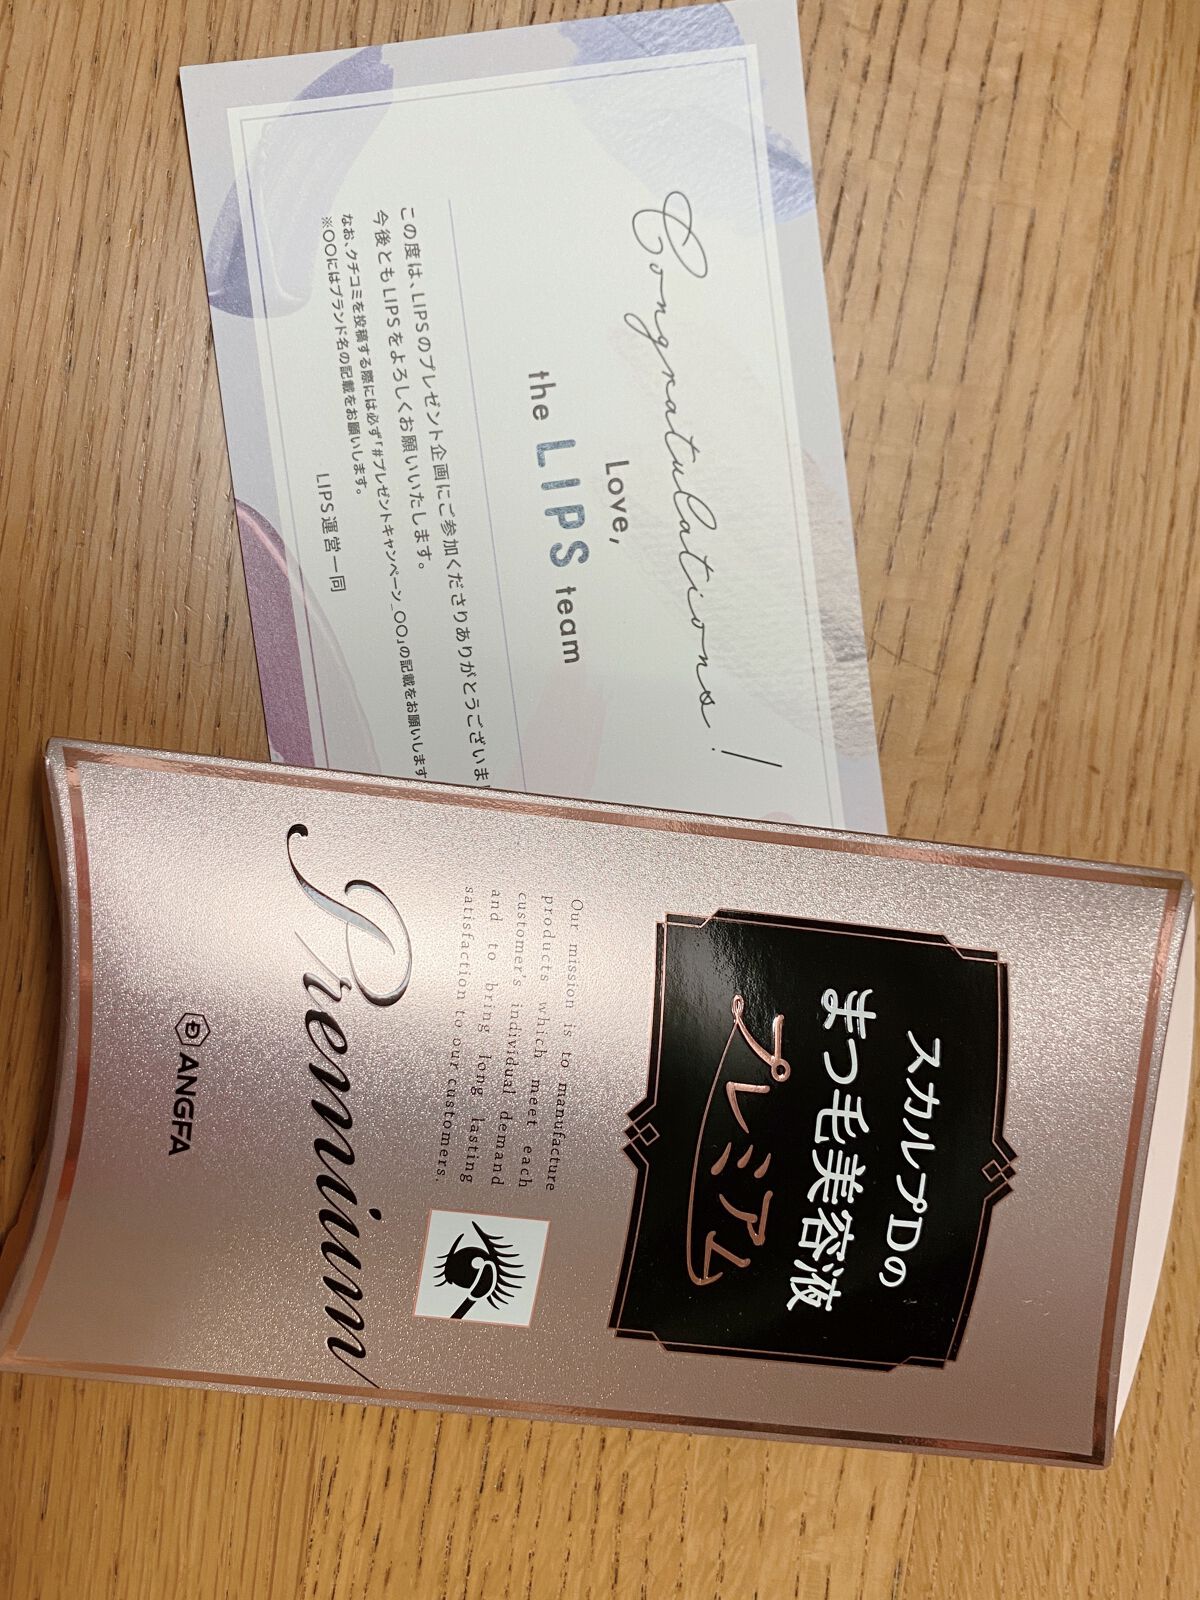 Congratulations!
Love,
the LIPS team
この度は、LIPSのプレゼント企画にご参加くださりありがとうございま
今後ともLIPSをよろしくお願いいたします。
なお、クチコミを投稿する際には必ず「#プレゼントキャンペーン_〇〇」の記載をお願いします
※〇〇にはブランド名の記載をお願いします。
LIPS運営一同
スカルプDの
まつ毛美容液
プレミアム
Our mission is to manufacture
products which meet each
customer's individual demand
and to bring long lasting
satisfaction to our customers.
Premium
ANGFA